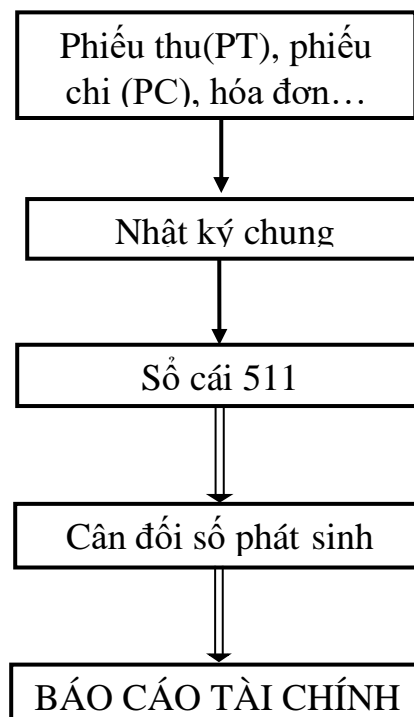 Phiếu thu(PT), phiếu
chi (PC), hóa đơn…
Nhật ký chung
Sổ cái 511
Cân đối số phát sinh
BÁO CÁO TÀI CHÍNH